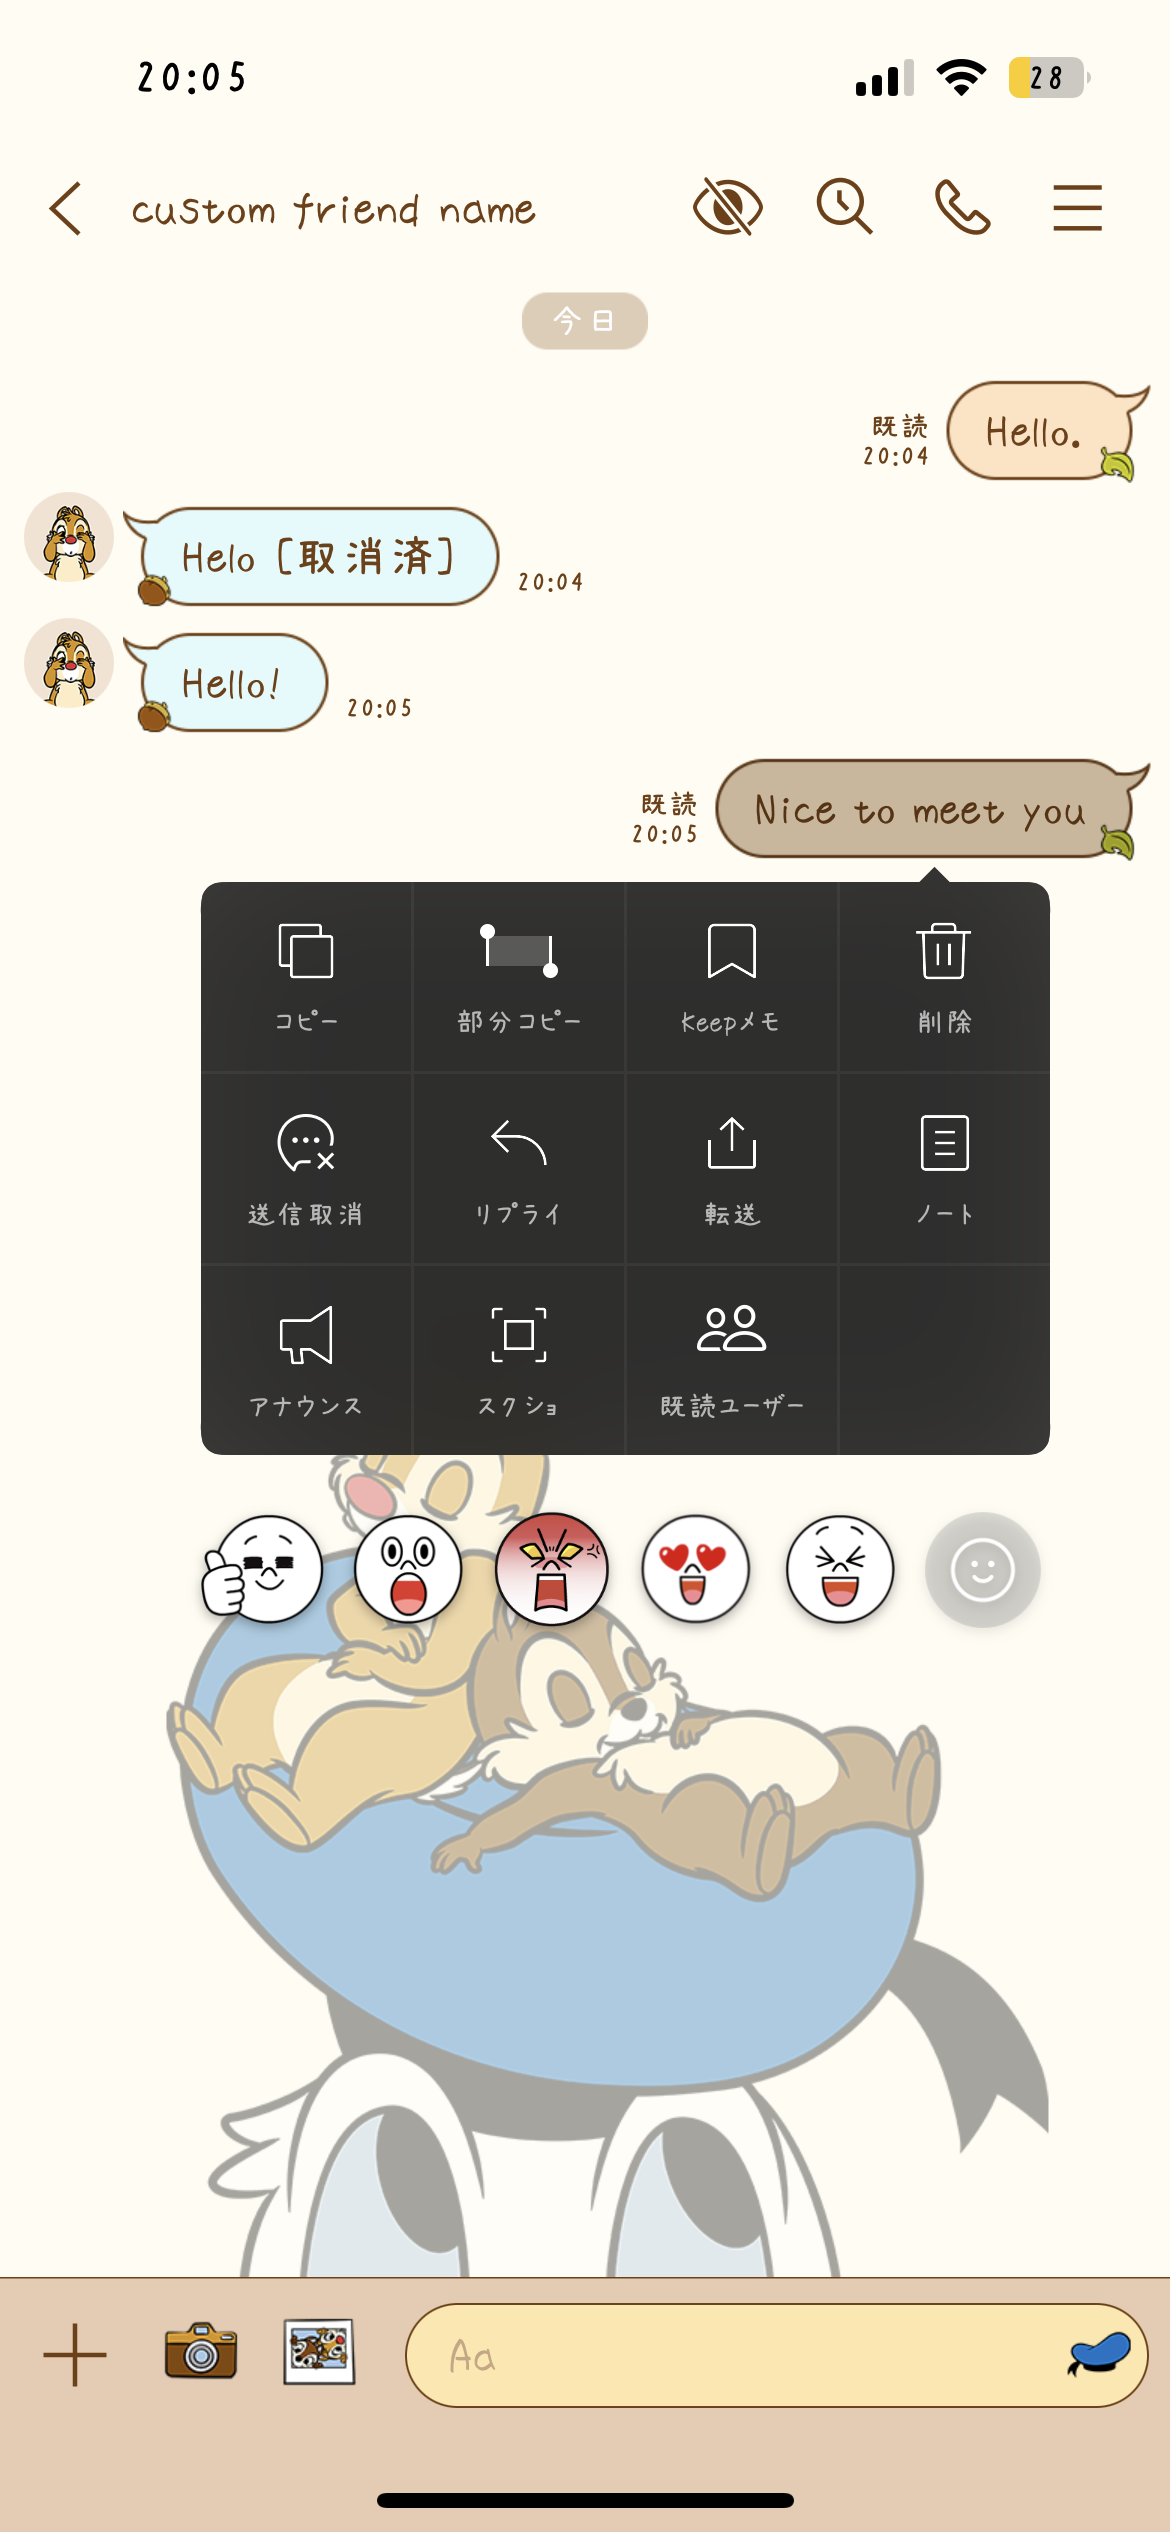 20:05
28
custom friend name
今日
Hello.
既読
20:04
Helo [取消済]
20:04
Hello!
20:05
Nice to meet you
既読
20:05
コピー
部分コピー
Keepメモ
削除
送信取消
リプライ
転送
ノート
アナウンス
スクショ
既読ユーザー
Aa